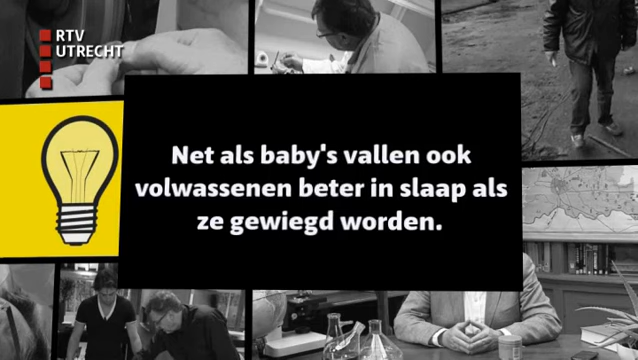 RTV
UTRECHT
Net als baby's vallen ook
volwassenen beter in slaap als
ze gewiegd worden.